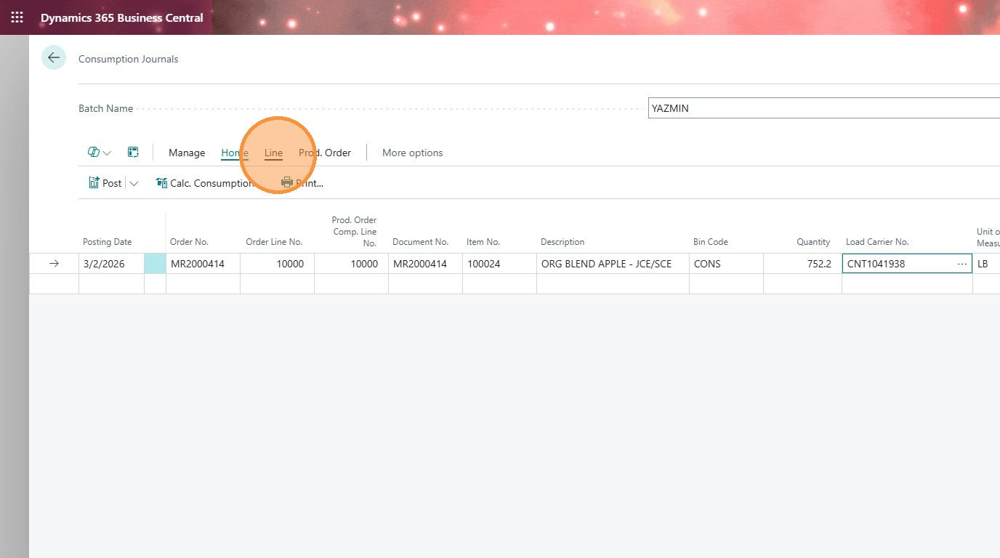 Dynamics 365 Business Central
Consumption Journals
Batch Name
YAZMIN
Manage Home Line Prod. Order More options
Post Calc. Consumption Print...
Posting Date Order No. Order Line No. Prod. Order Comp. Line No. Document No. Item No. Description Bin Code Quantity Load Carrier No. Unit o Measu
3/2/2026 MR2000414 10000 10000 MR2000414 100024 ORG BLEND APPLE - JCE/SCE CONS 752.2 CNT1041938 ... LB